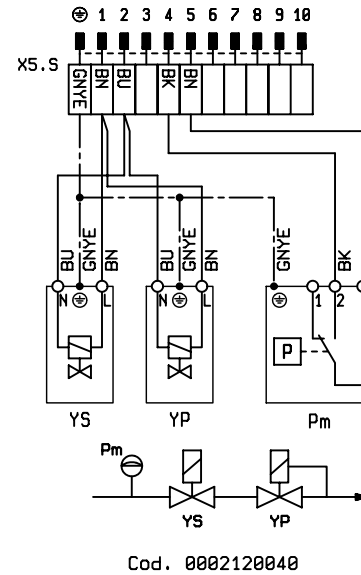 1 2 3 4 5 6 7 8 9 10
X5.S
GNYE BN BU BK BN
BU GNYE BN BU GNYE BN GNYE BK
N L N L 1 2
P
YS YP Pm
Pm
YS YP
Cod. 0002120040